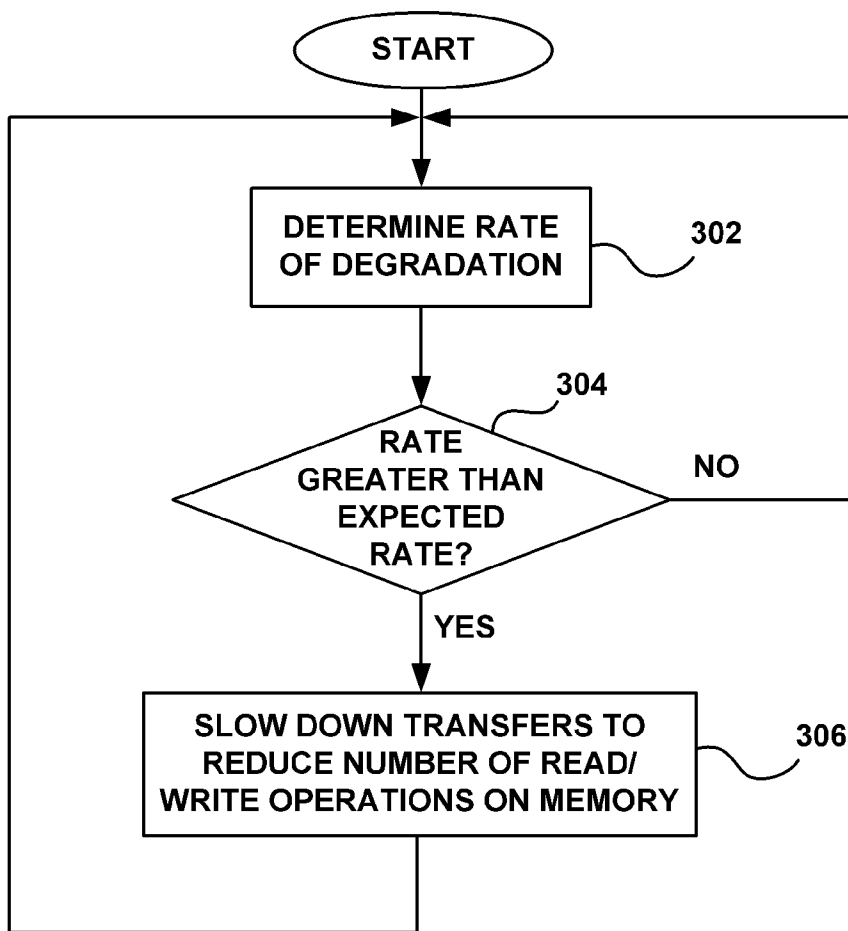 START
DETERMINE RATE
OF DEGRADATION
302
304
RATE
GREATER THAN
EXPECTED
RATE?
NO
YES
SLOW DOWN TRANSFERS TO
REDUCE NUMBER OF READ/
WRITE OPERATIONS ON MEMORY
306